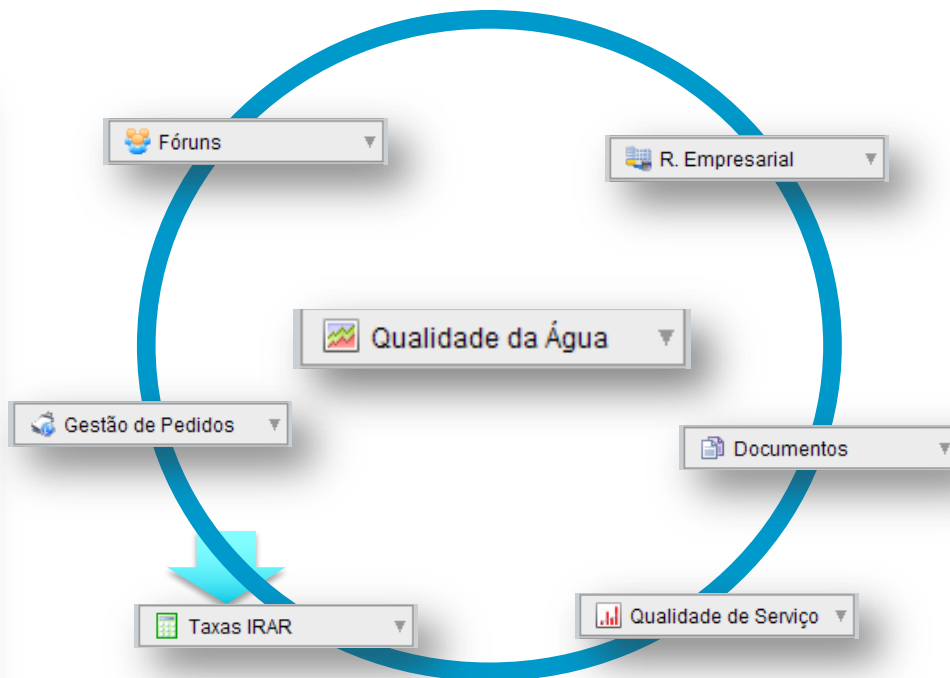 Fóruns
R. Empresarial
Qualidade da Água
Gestão de Pedidos
Documentos
Taxas IRAR
Qualidade de Serviço